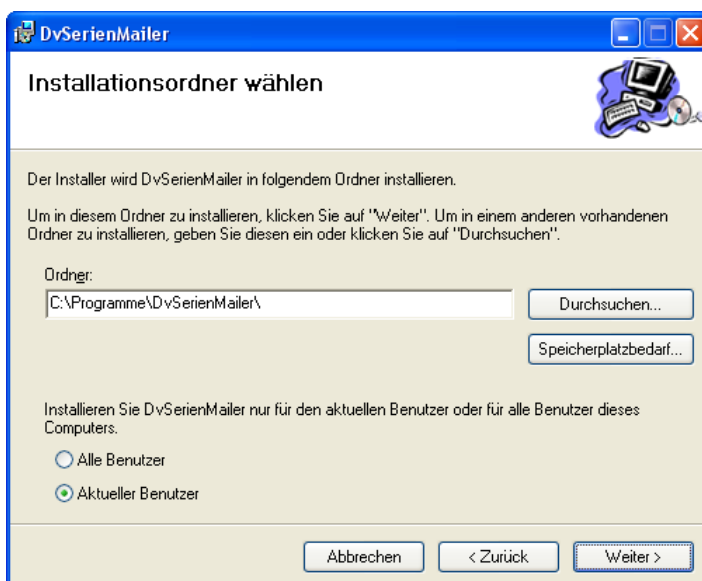 DvSerienMailer
Installationsordner wählen
Der Installer wird DvSerienMailer in folgendem Ordner installieren.
Um in diesem Ordner zu installieren, klicken Sie auf "Weiter". Um in einem anderen vorhandenen
Ordner zu installieren, geben Sie diesen ein oder klicken Sie auf "Durchsuchen".
Ordner:
C:\Programme\DvSerienMailer\
Durchsuchen...
Speicherplatzbedarf...
Installieren Sie DvSerienMailer nur für den aktuellen Benutzer oder für alle Benutzer dieses
Computers.
Alle Benutzer
Aktueller Benutzer
Abbrechen
< Zurück
Weiter >